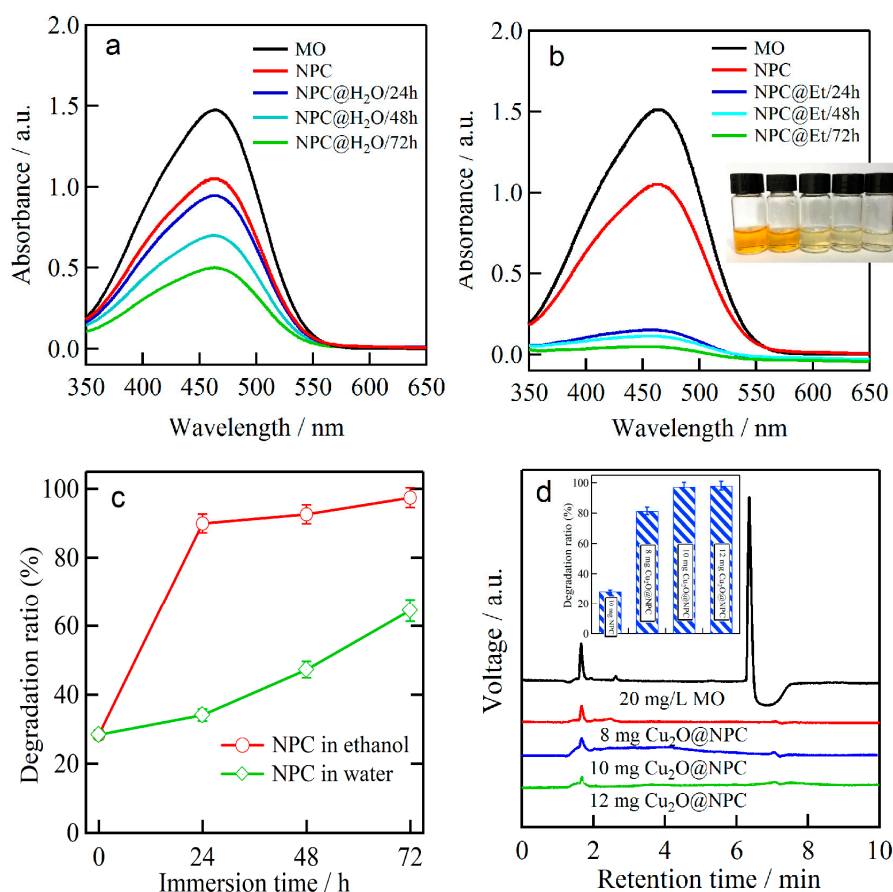 a
2.0
1.5
1.0
0.5
0.0
Absorbance / a.u.
MO
NPC
NPC@H₂O/24h
NPC@H₂O/48h
NPC@H₂O/72h
350 400 450 500 550 600 650
Wavelength / nm
b
2.0
1.5
1.0
0.5
0.0
Absorbance / a.u.
MO
NPC
NPC@Et/24h
NPC@Et/48h
NPC@Et/72h
350 400 450 500 550 600 650
Wavelength / nm
c
100
80
60
40
20
0
Degradation ratio (%)
NPC in ethanol
NPC in water
0 24 48 72
Immersion time / h
d
100
80
60
40
20
0
Degradation ratio (%)
10 mg NPC
8 mg Cu₂O@NPC
10 mg Cu₂O@NPC
12 mg Cu₂O@NPC
Voltage / a.u.
20 mg/L MO
8 mg Cu₂O@NPC
10 mg Cu₂O@NPC
12 mg Cu₂O@NPC
0 2 4 6 8 10
Retention time / min